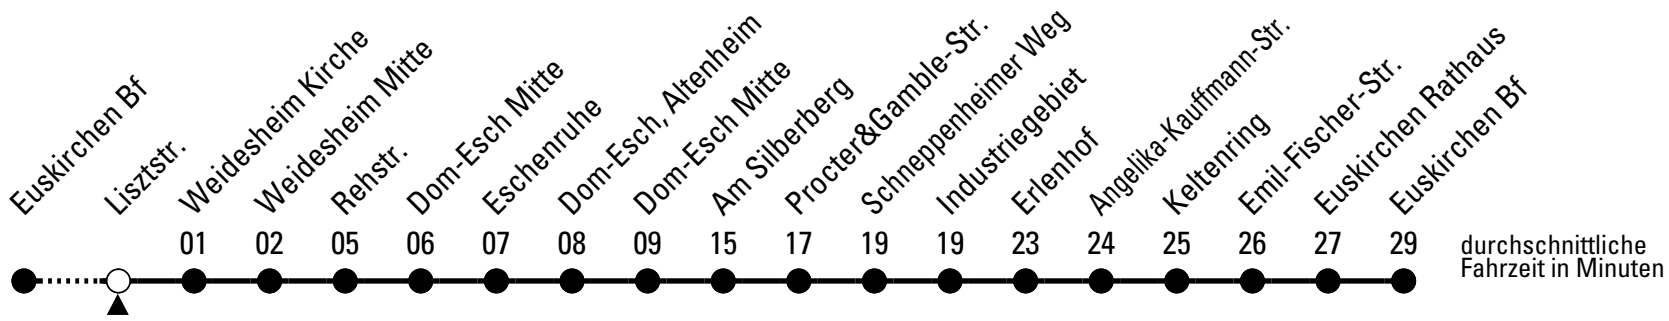 Euskirchen Bf
Lisztstr.
Weidesheim Kirche
Weidesheim Mitte
Rehstr.
Dom-Esch Mitte
Eschenruhe
Dom-Esch, Altenheim
Dom-Esch Mitte
Am Silberberg
Procter&Gamble-Str.
Schneppenheimer Weg
Industriegebiet
Erlenhof
Angelika-Kauffmann-Str.
Keltenring
Emil-Fischer-Str.
Euskirchen Rathaus
Euskirchen Bf
01 02 05 06 07 08 09 15 17 19 19 23 24 25 26 27 29
durchschnittliche
Fahrzeit in Minuten